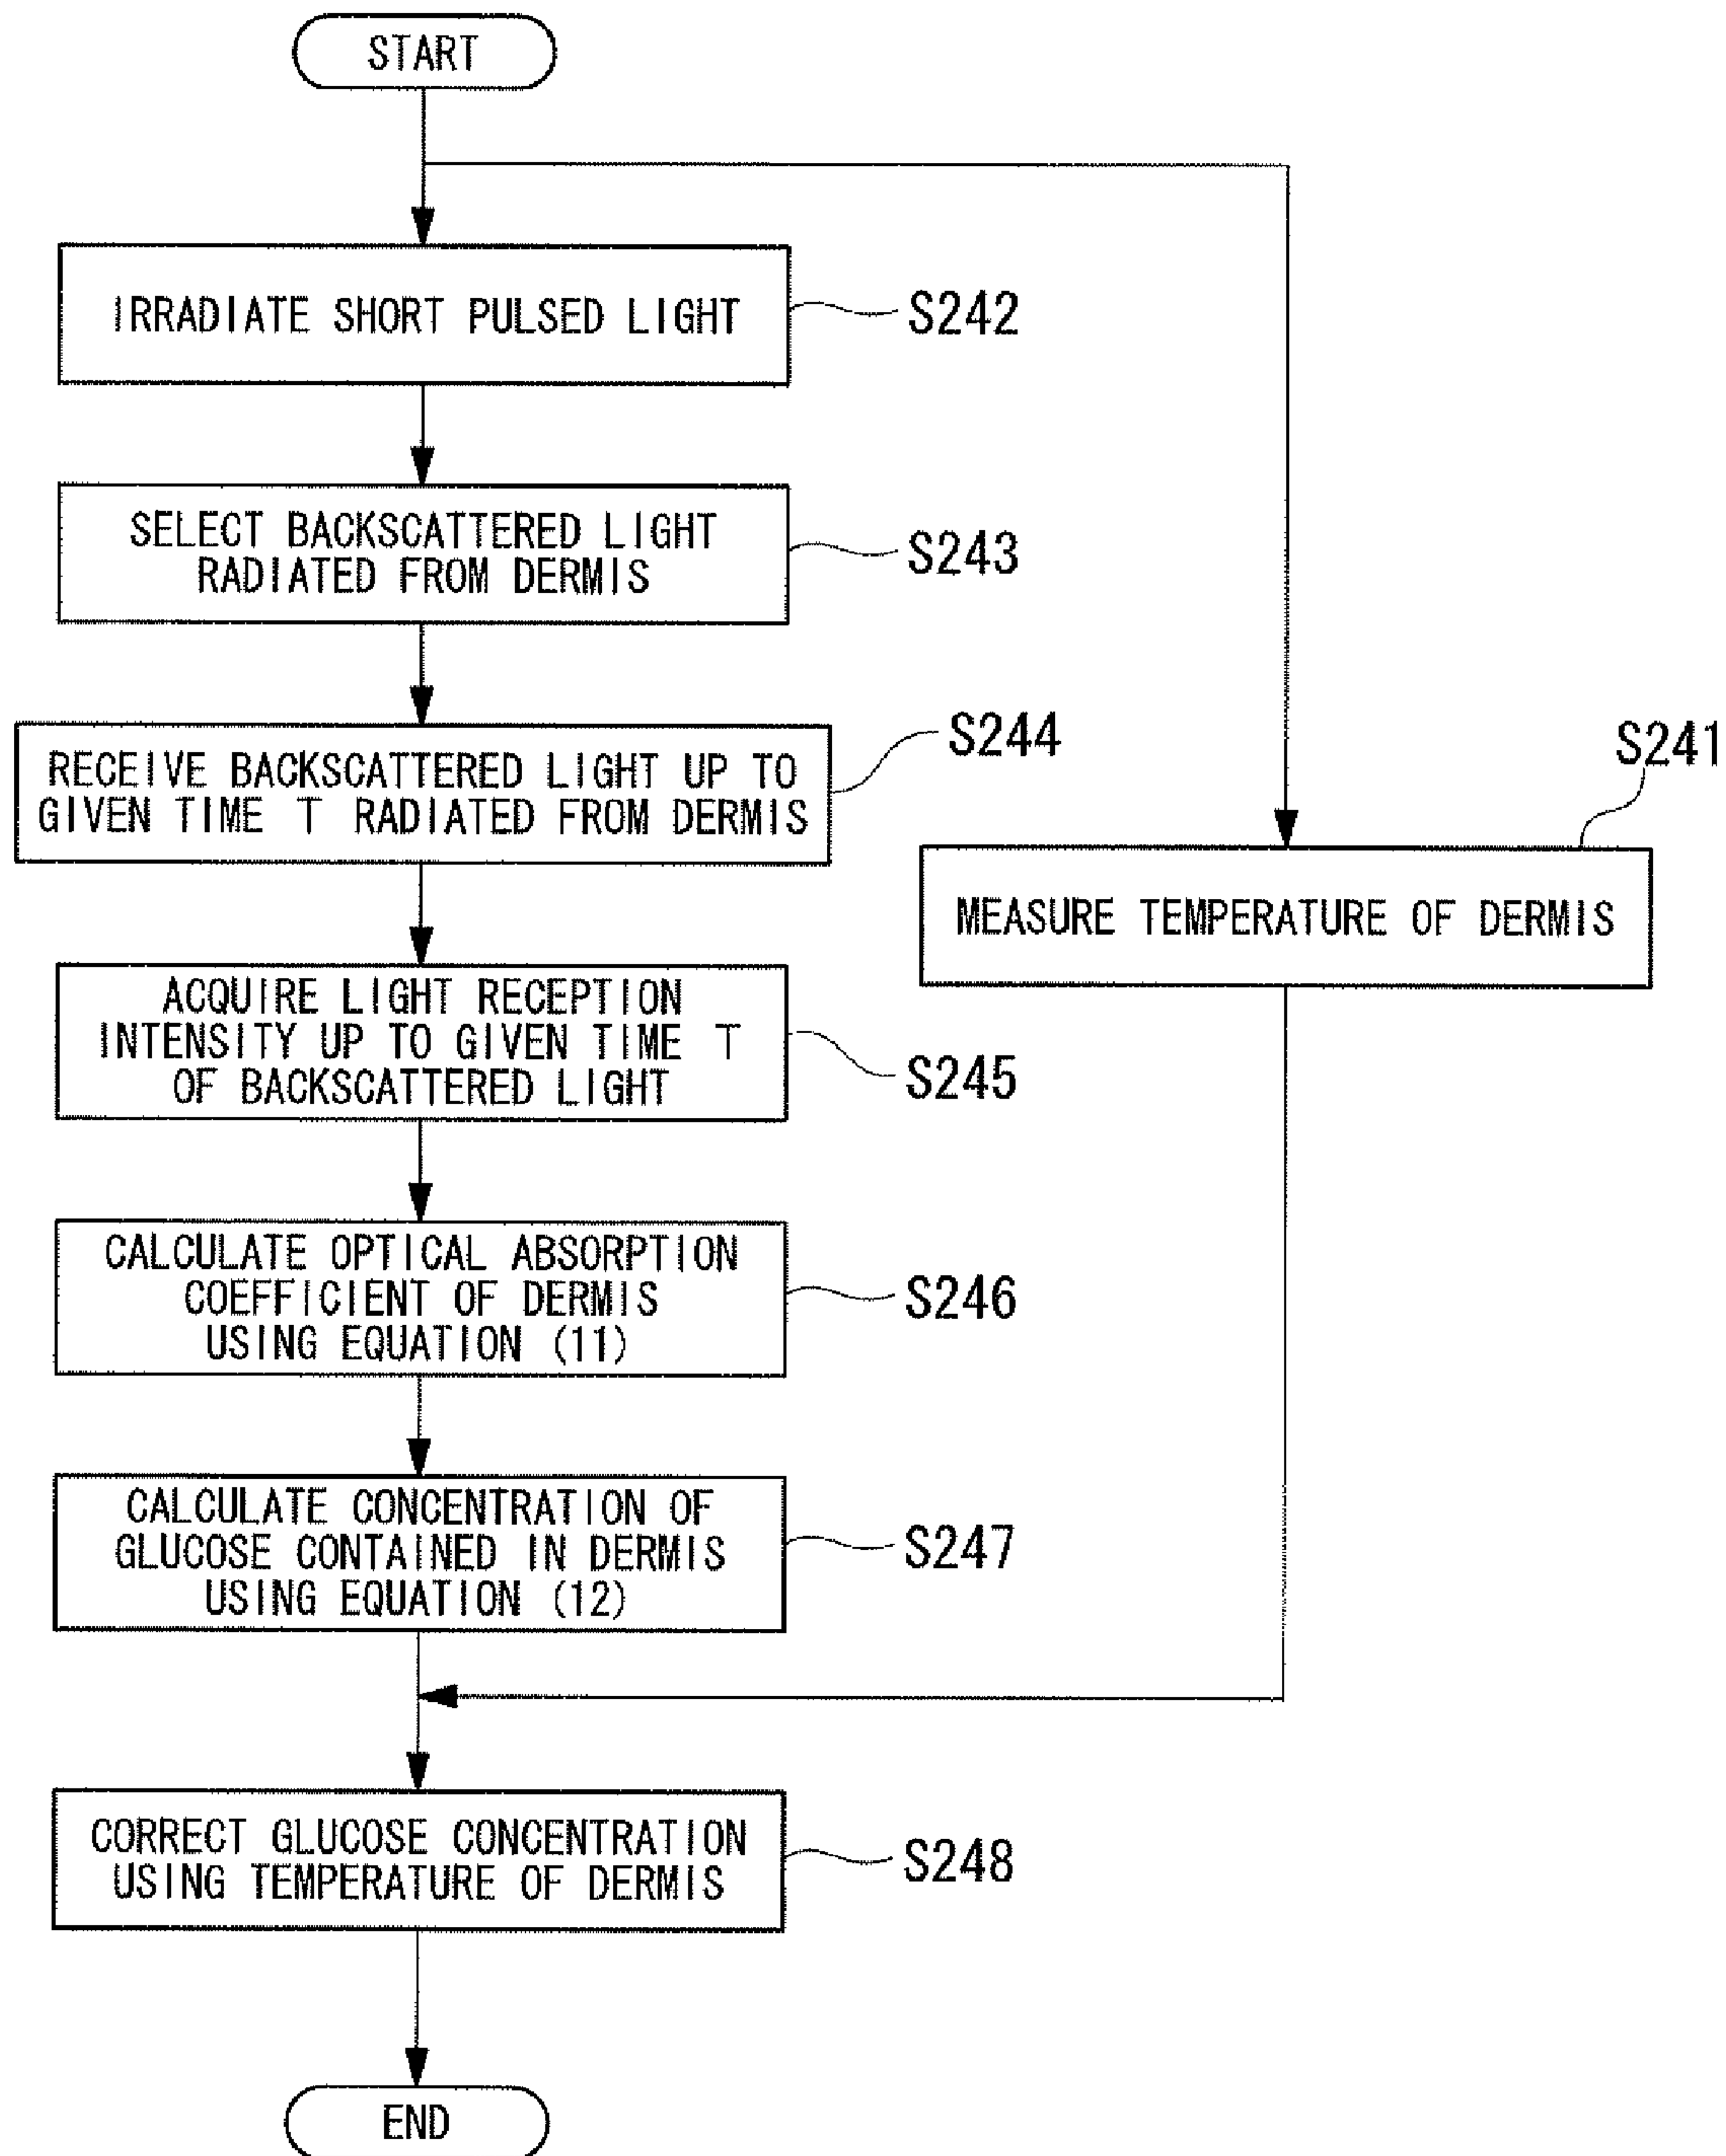 START
IRRADIATE SHORT PULSED LIGHT
S242
SELECT BACKSCATTERED LIGHT
RADIATED FROM DERMIS
S243
RECEIVE BACKSCATTERED LIGHT UP TO
GIVEN TIME T RADIATED FROM DERMIS
S244
S241
MEASURE TEMPERATURE OF DERMIS
ACQUIRE LIGHT RECEPTION
INTENSITY UP TO GIVEN TIME T
OF BACKSCATTERED LIGHT
S245
CALCULATE OPTICAL ABSORPTION
COEFFICIENT OF DERMIS
USING EQUATION (11)
S246
CALCULATE CONCENTRATION OF
GLUCOSE CONTAINED IN DERMIS
USING EQUATION (12)
S247
CORRECT GLUCOSE CONCENTRATION
USING TEMPERATURE OF DERMIS
S248
END